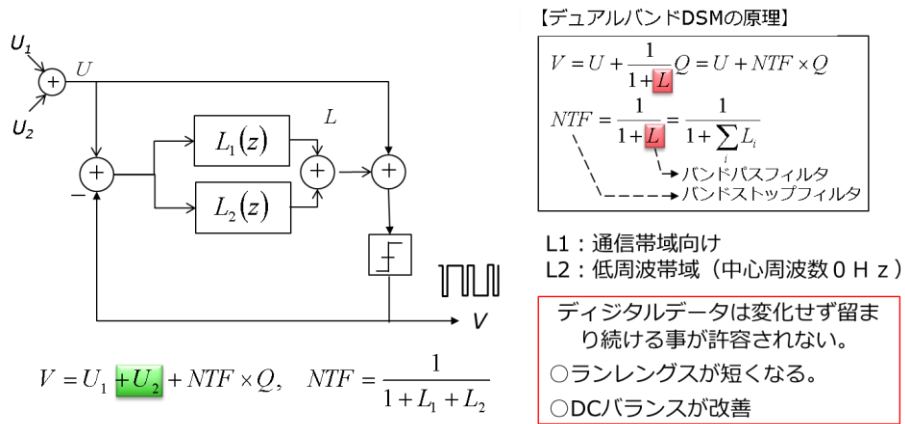 U₁
U
U₂
L
L₁(z)
L₂(z)
+
+
+
+
−
V
V = U₁ + U₂ + NTF × Q, NTF = 1 / (1 + L₁ + L₂)
【デュアルバンドDSMの原理】
V = U + 1 / (1 + L) Q = U + NTF × Q
NTF = 1 / (1 + L) = 1 / (1 + ∑ᵢ Lᵢ)
バンドパスフィルタ
バンドストップフィルタ
L1：通信帯域向け
L2：低周波帯域（中心周波数０Ｈｚ）
ディジタルデータは変化せず留ま
り続ける事が許容されない。
○ランレングスが短くなる。
○DCバランスが改善